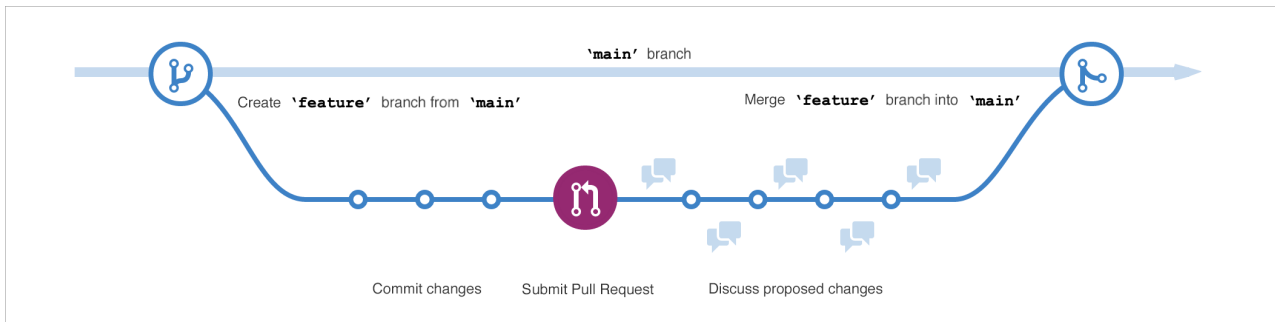 ‘main’ branch
Create ‘feature’ branch from ‘main’
Merge ‘feature’ branch into ‘main’
Commit changes
Submit Pull Request
Discuss proposed changes